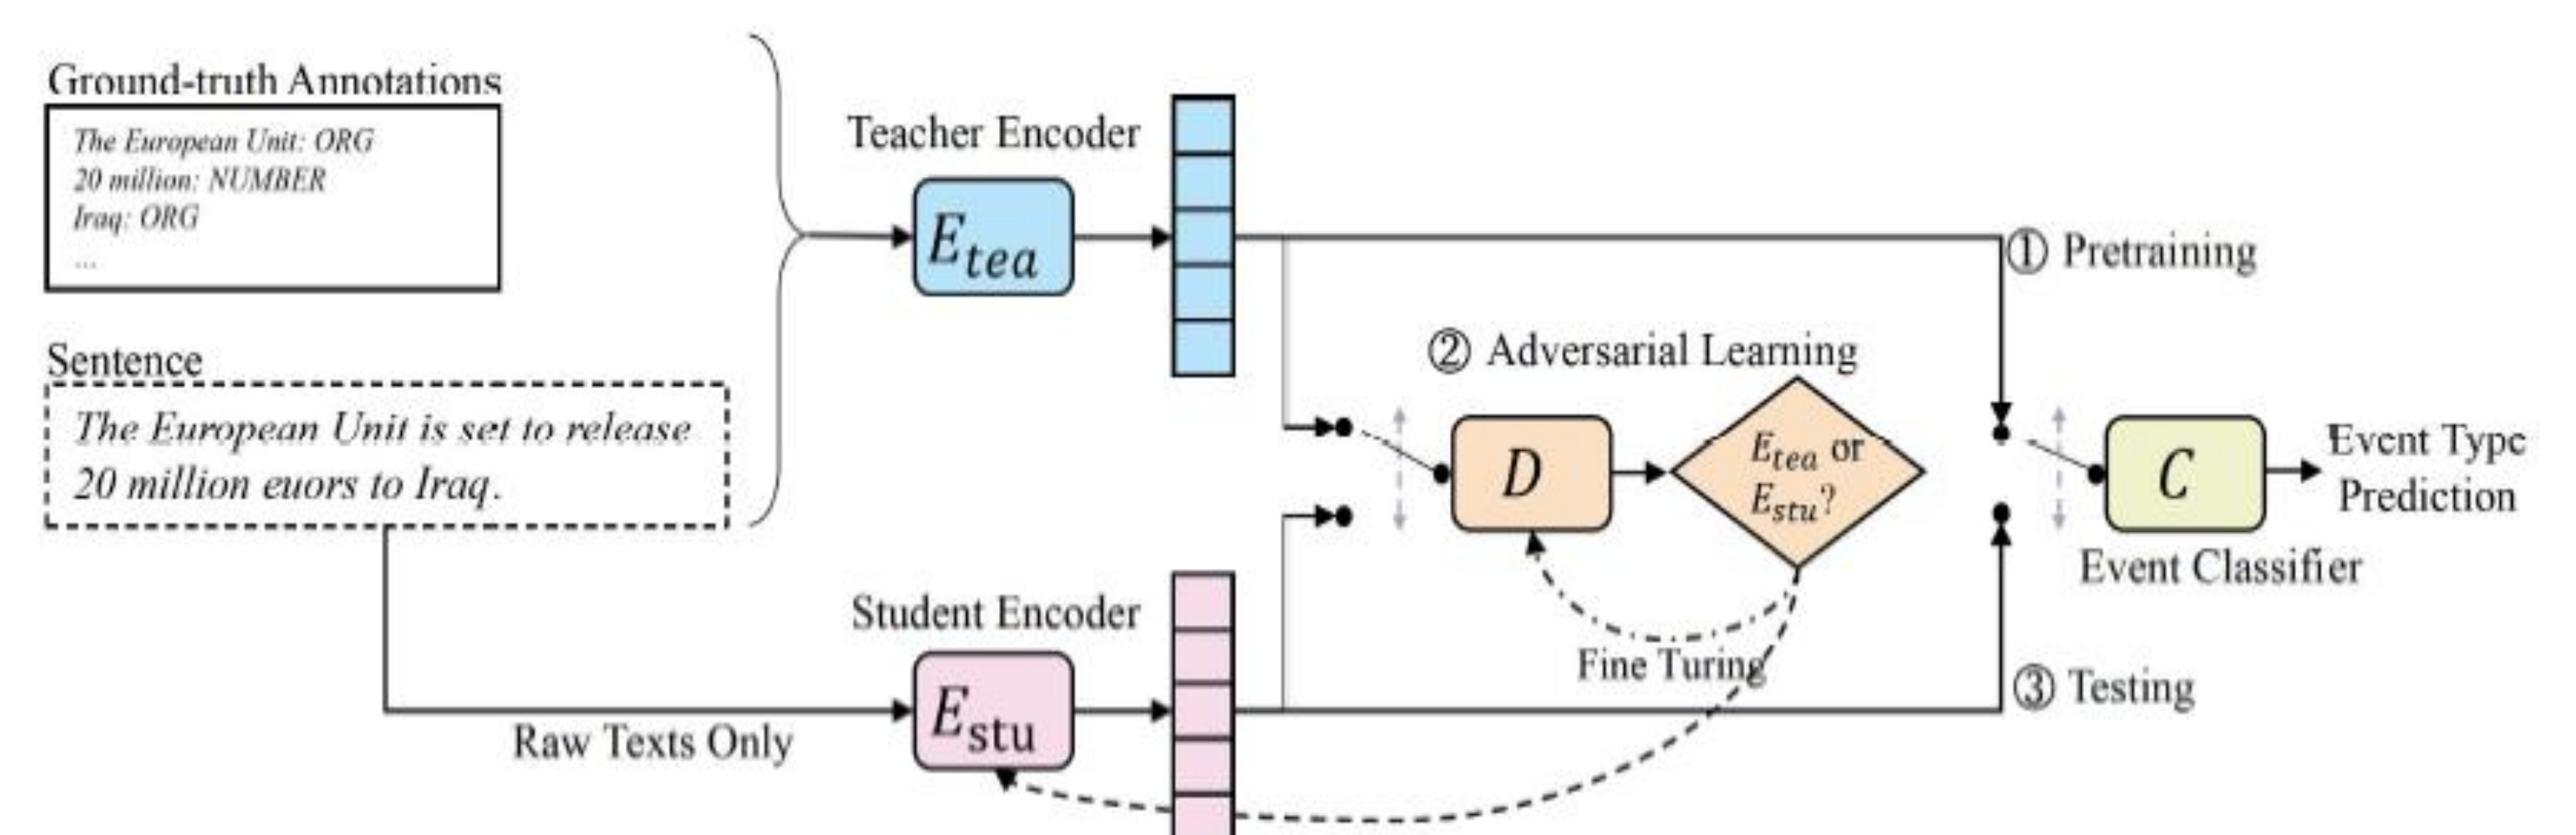 Ground-truth Annotations
The European Unit: ORG
20 million: NUMBER
Iraq: ORG
...
Sentence
The European Unit is set to release
20 million euors to Iraq.
Raw Texts Only
Teacher Encoder
E_tea
Student Encoder
E_stu
① Pretraining
② Adversarial Learning
D
E_tea or
E_stu?
Fine Turing
③ Testing
C
Event Classifier
Event Type
Prediction